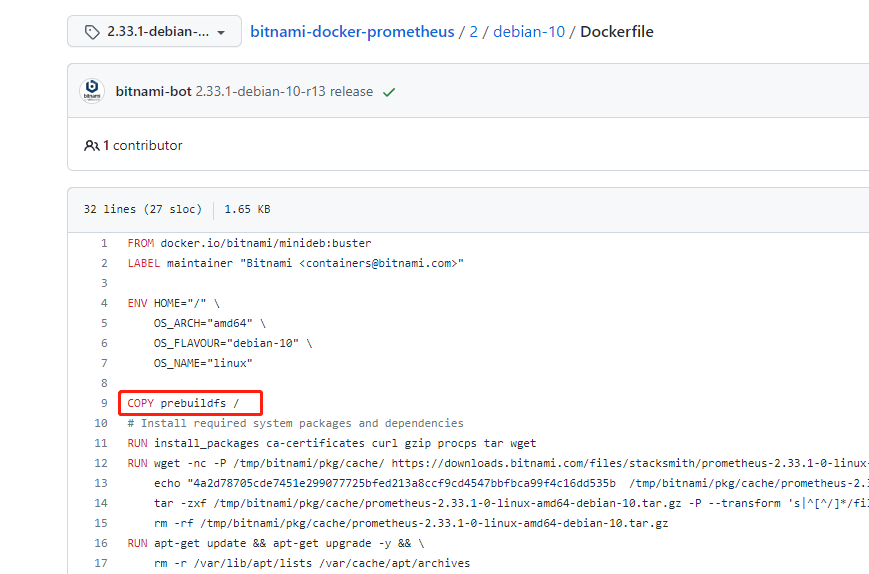 2.33.1-debian-... bitnami-docker-prometheus / 2 / debian-10 / Dockerfile
bitnami
bitnami-bot 2.33.1-debian-10-r13 release
1 contributor
32 lines (27 sloc) 1.65 KB
1 FROM docker.io/bitnami/minideb:buster
2 LABEL maintainer "Bitnami <containers@bitnami.com>"
3
4 ENV HOME="/" \
5 OS_ARCH="amd64" \
6 OS_FLAVOUR="debian-10" \
7 OS_NAME="linux"
8
9 COPY prebuildfs /
10 # Install required system packages and dependencies
11 RUN install_packages ca-certificates curl gzip procps tar wget
12 RUN wget -nc -P /tmp/bitnami/pkg/cache/ https://downloads.bitnami.com/files/stacksmith/prometheus-2.33.1-0-linux-
13 echo "4a2d78705cde7451e299077725bfed213a8ccf9cd4547bbfbca99f4c16dd535b /tmp/bitnami/pkg/cache/prometheus-2.3
14 tar -zxf /tmp/bitnami/pkg/cache/prometheus-2.33.1-0-linux-amd64-debian-10.tar.gz -P --transform 's|^[^/]*/fil
15 rm -rf /tmp/bitnami/pkg/cache/prometheus-2.33.1-0-linux-amd64-debian-10.tar.gz
16 RUN apt-get update && apt-get upgrade -y && \
17 rm -r /var/lib/apt/lists /var/cache/apt/archives